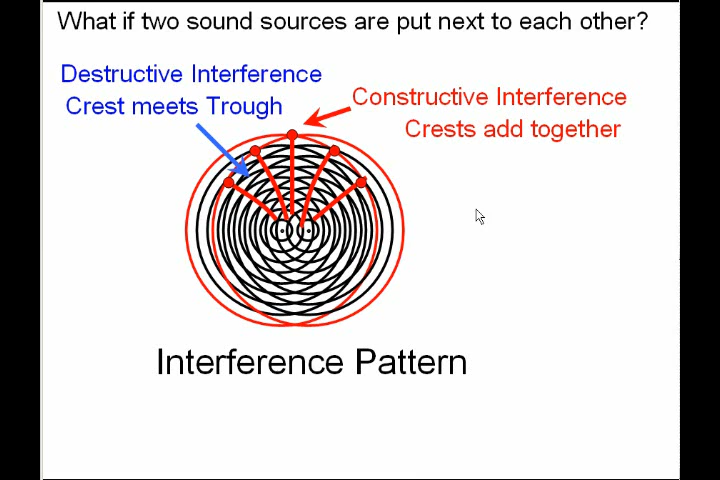 What if two sound sources are put next to each other?
Destructive Interference
Crest meets Trough
Constructive Interference
Crests add together
Interference Pattern